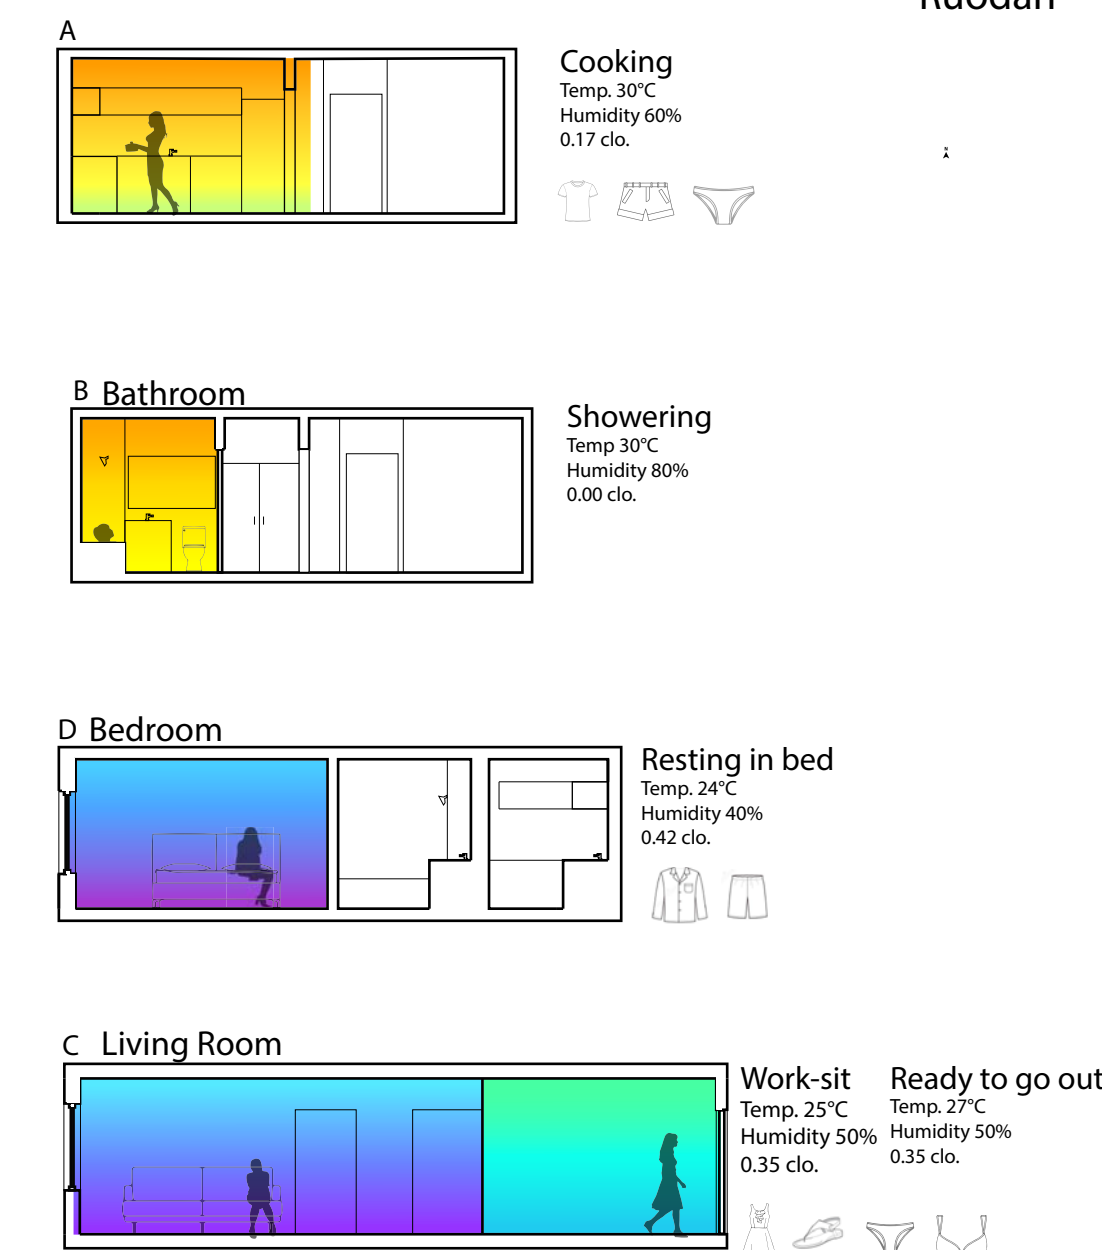 Ruodan
A
Cooking
Temp. 30°C
Humidity 60%
0.17 clo.
N
B Bathroom
Showering
Temp 30°C
Humidity 80%
0.00 clo.
D Bedroom
Resting in bed
Temp. 24°C
Humidity 40%
0.42 clo.
C Living Room
Work-sit
Temp. 25°C
Humidity 50%
0.35 clo.
Ready to go out
Temp. 27°C
Humidity 50%
0.35 clo.